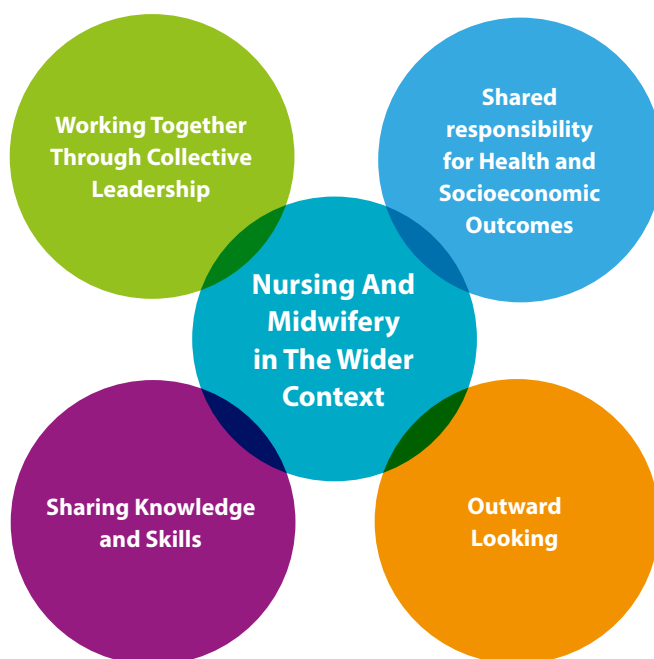 Working Together
Through Collective
Leadership
Shared
responsibility
for Health and
Socioeconomic
Outcomes
Nursing And
Midwifery
in The Wider
Context
Sharing Knowledge
and Skills
Outward
Looking